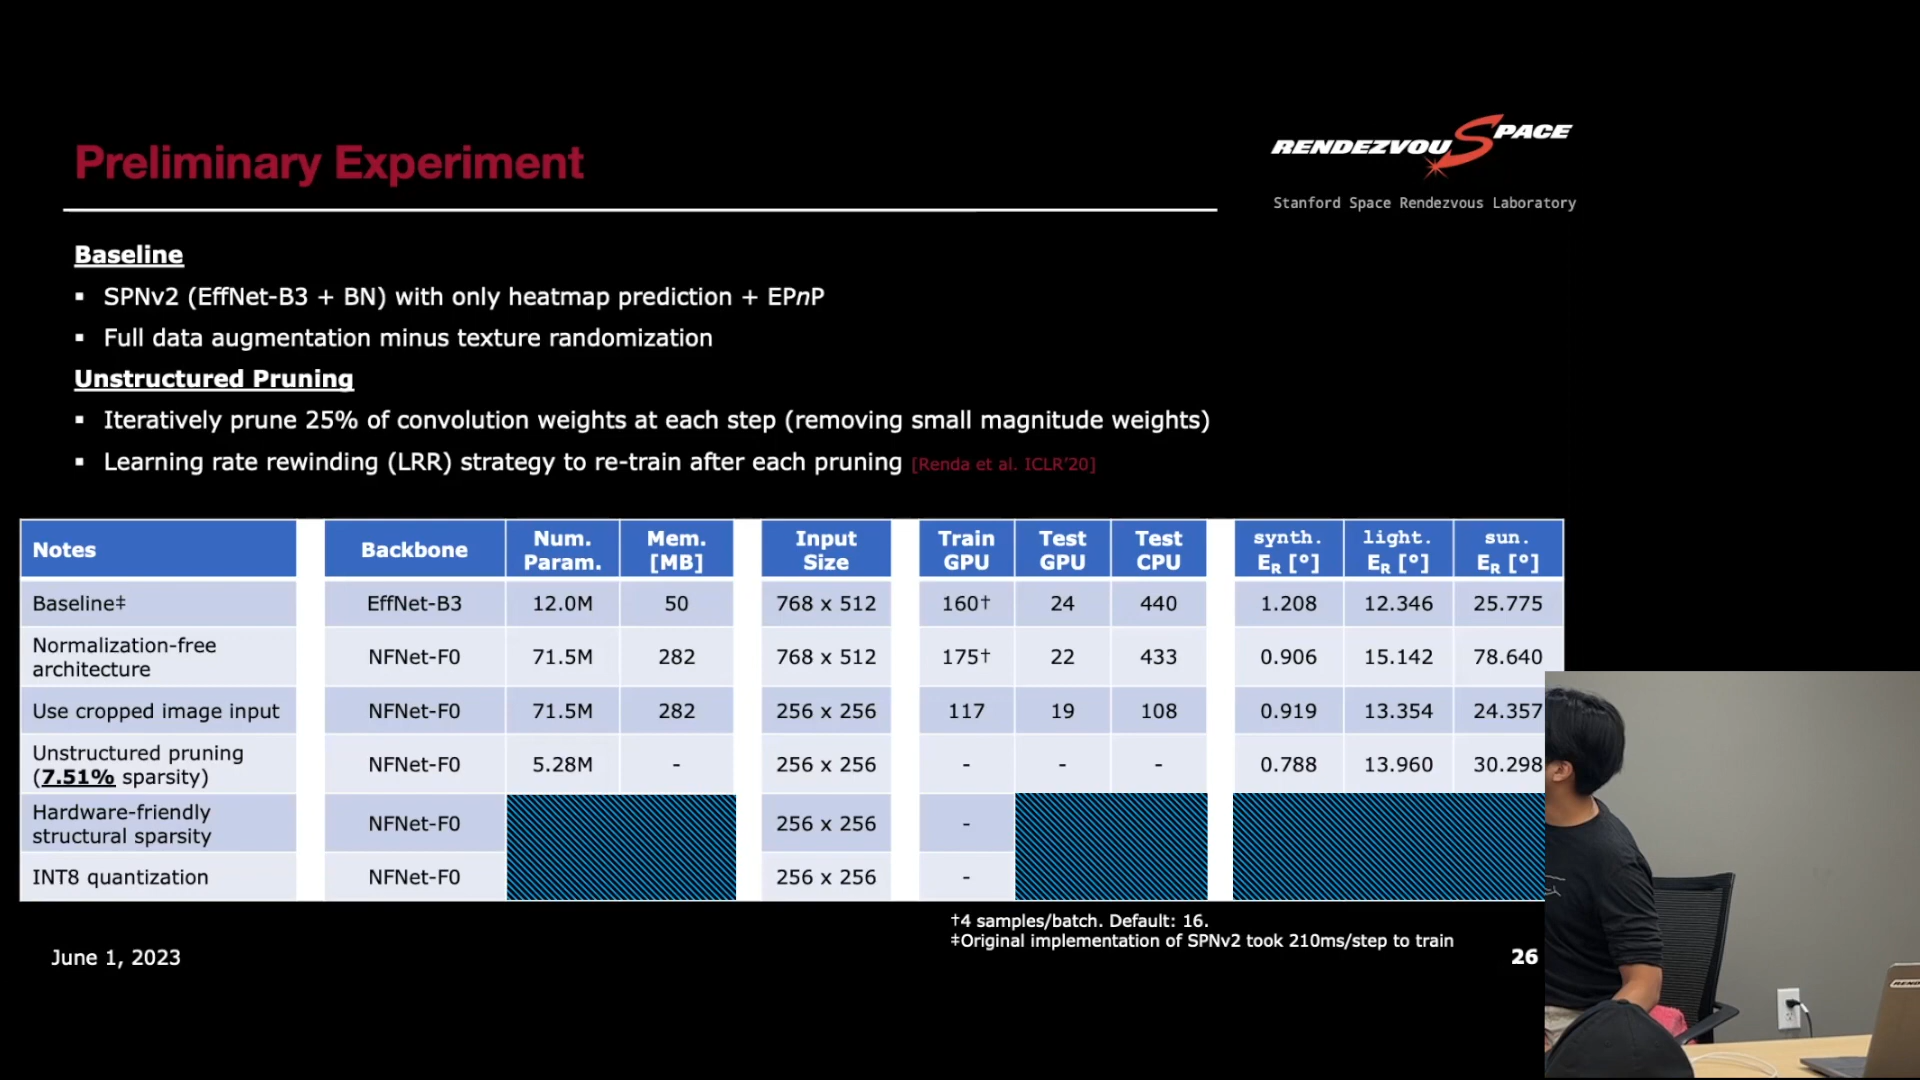 RENDEZVOUSPACE
Preliminary Experiment
Stanford Space Rendezvous Laboratory
Baseline
▪ SPNv2 (EffNet-B3 + BN) with only heatmap prediction + EPnP
▪ Full data augmentation minus texture randomization
Unstructured Pruning
▪ Iteratively prune 25% of convolution weights at each step (removing small magnitude weights)
▪ Learning rate rewinding (LRR) strategy to re-train after each pruning [Renda et al. ICLR'20]
Notes Backbone Num. Param. Mem. [MB] Input Size Train GPU Test GPU Test CPU synth. E_R [°] light. E_R [°] sun. E_R [°]
Baseline‡ EffNet-B3 12.0M 50 768 x 512 160† 24 440 1.208 12.346 25.775
Normalization-free architecture NFNet-F0 71.5M 282 768 x 512 175† 22 433 0.906 15.142 78.640
Use cropped image input NFNet-F0 71.5M 282 256 x 256 117 19 108 0.919 13.354 24.357
Unstructured pruning (7.51% sparsity) NFNet-F0 5.28M - 256 x 256 - - - 0.788 13.960 30.298
Hardware-friendly structural sparsity NFNet-F0 256 x 256 -
INT8 quantization NFNet-F0 256 x 256 -
†4 samples/batch. Default: 16.
‡Original implementation of SPNv2 took 210ms/step to train
June 1, 2023
26